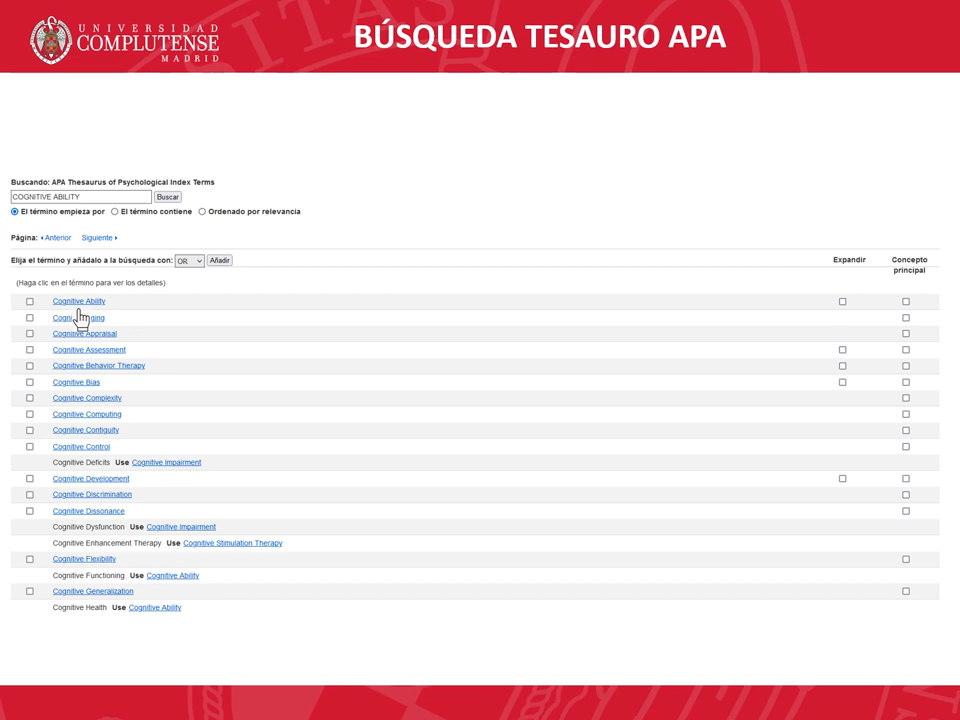 UNIVERSIDAD
COMPLUTENSE
MADRID
BÚSQUEDA TESAURO APA
Buscando: APA Thesaurus of Psychological Index Terms
COGNITIVE ABILITY Buscar
El término empieza por El término contiene Ordenado por relevancia
Página: Anterior Siguiente
Elija el término y añádalo a la búsqueda con: OR Añadir Expandir Concepto principal
(Haga clic en el término para ver los detalles)
Cognitive Ability
Cognitive Appraisal
Cognitive Assessment
Cognitive Behavior Therapy
Cognitive Bias
Cognitive Complexity
Cognitive Computing
Cognitive Contiguity
Cognitive Control
Cognitive Deficits Use Cognitive Impairment
Cognitive Development
Cognitive Discrimination
Cognitive Dissonance
Cognitive Dysfunction Use Cognitive Impairment
Cognitive Enhancement Therapy Use Cognitive Stimulation Therapy
Cognitive Flexibility
Cognitive Functioning Use Cognitive Ability
Cognitive Generalization
Cognitive Health Use Cognitive Ability